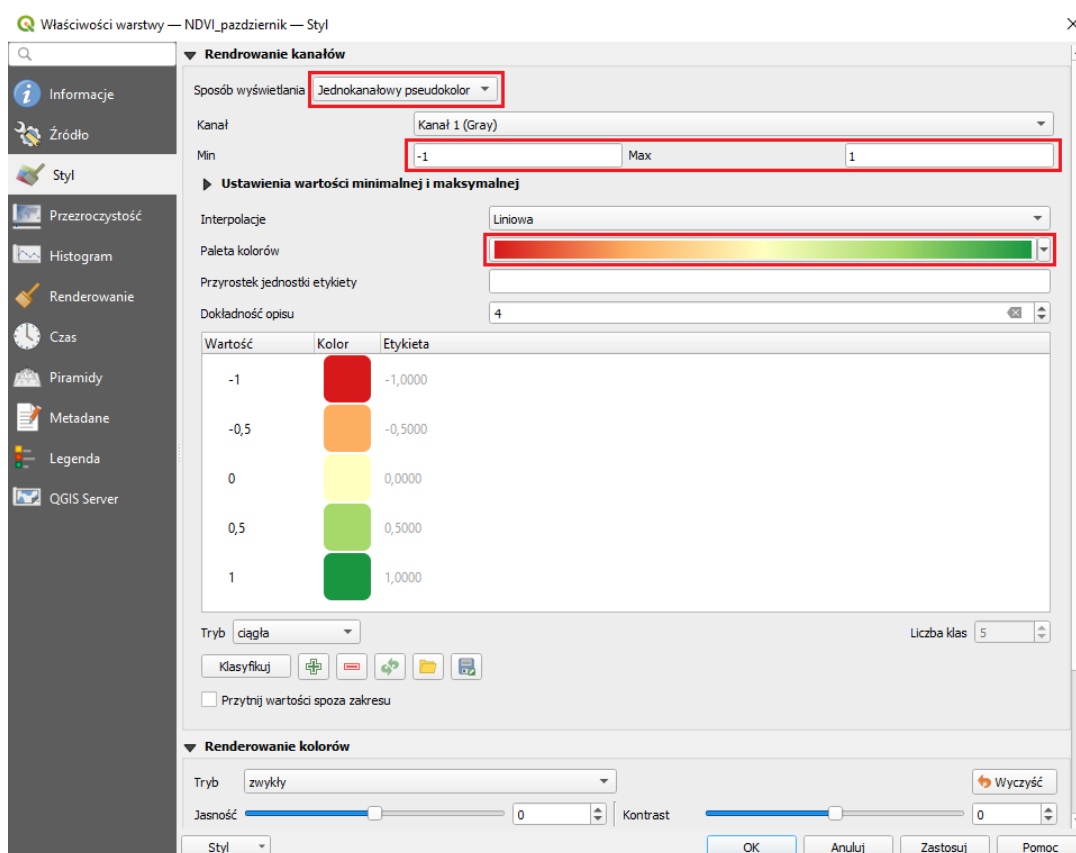 Właściwości warstwy — NDVI_pazdziernik — Styl
Informacje
Źródło
Styl
Przezroczystość
Histogram
Renderowanie
Czas
Piramidy
Metadane
Legenda
QGIS Server
Rendrowanie kanałów
Sposób wyświetlania Jednokanałowy pseudokolor
Kanał Kanał 1 (Gray)
Min -1 Max 1
Ustawienia wartości minimalnej i maksymalnej
Interpolacje Liniowa
Paleta kolorów
Przyrostek jednostki etykiety
Dokładność opisu 4
Wartość Kolor Etykieta
-1 -1,0000
-0,5 -0,5000
0 0,0000
0,5 0,5000
1 1,0000
Tryb ciągła Liczba klas 5
Klasyfikuj
Przytnij wartości spoza zakresu
Renderowanie kolorów
Tryb zwykły Wyczyść
Jasność 0 Kontrast 0
Styl OK Anuluj Zastosuj Pomoc